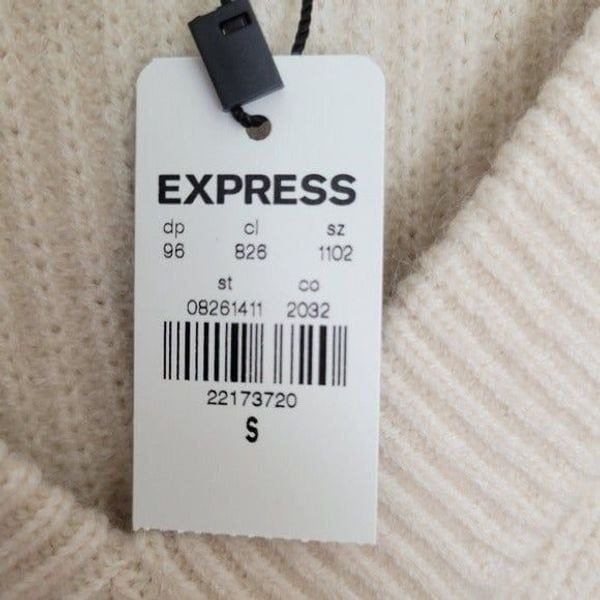 EXPRESS
dp cl sz
96 826 1102
st co
08261411 2032
22173720
S